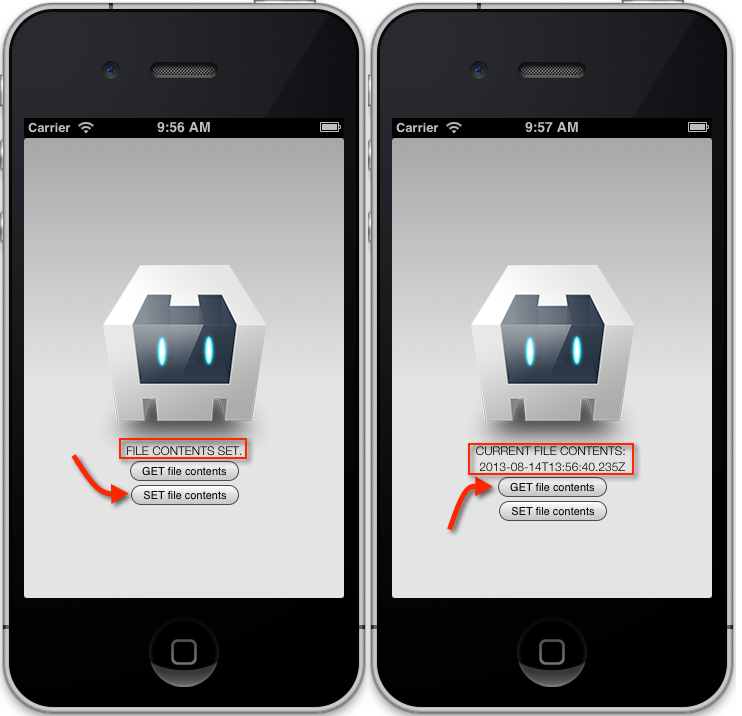 Carrier 9:56 AM
FILE CONTENTS SET.
GET file contents
SET file contents
Carrier 9:57 AM
CURRENT FILE CONTENTS:
2013-08-14T13:56:40.235Z
GET file contents
SET file contents